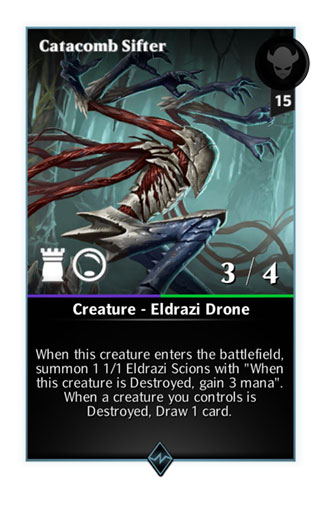 Catacomb Sifter
15
3 / 4
Creature - Eldrazi Drone
When this creature enters the battlefield,
summon 1 1/1 Eldrazi Scions with "When
this creature is Destroyed, gain 3 mana".
When a creature you controls is
Destroyed, Draw 1 card.